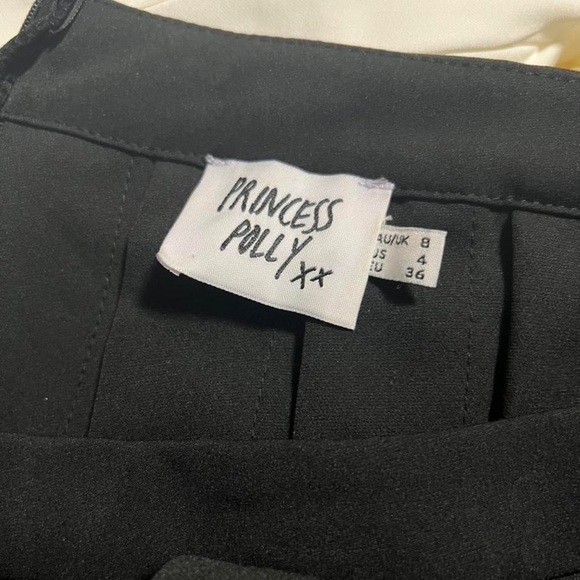 PRINCESS
POLLY xx
AU/UK 8
US 4
EU 36